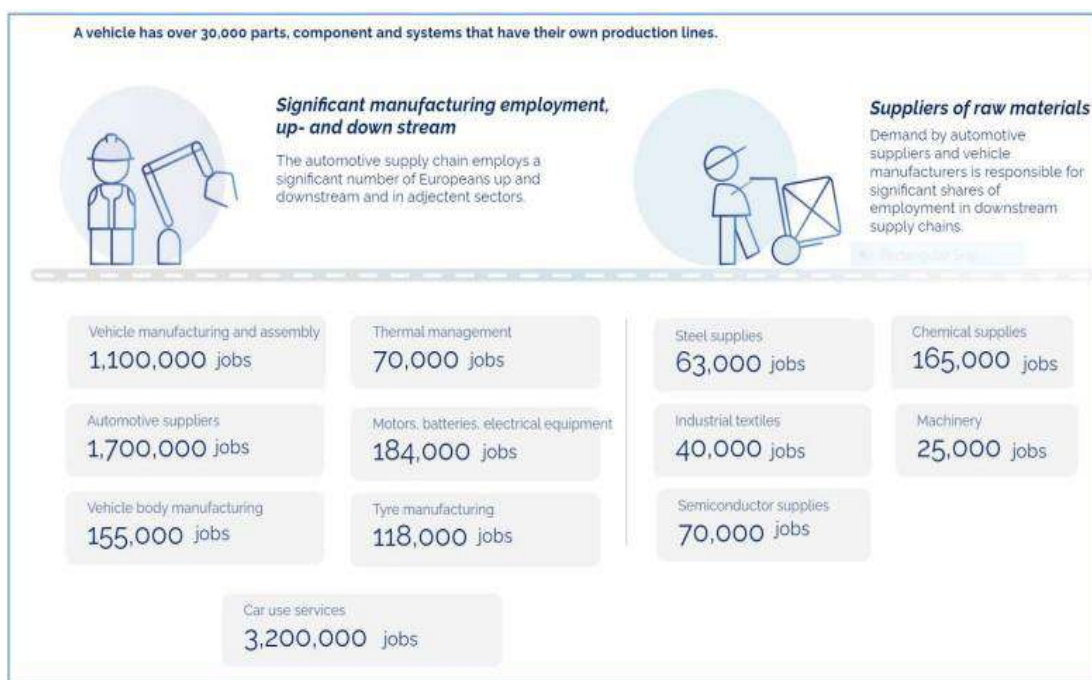 A vehicle has over 30,000 parts, component and systems that have their own production lines.
Significant manufacturing employment,
up- and down stream
The automotive supply chain employs a
significant number of Europeans up and
downstream and in adjectent sectors.
Suppliers of raw materials
Demand by automotive
suppliers and vehicle
manufacturers is responsible for
significant shares of
employment in downstream
supply chains.
Rectangular Snip
Vehicle manufacturing and assembly
1,100,000 jobs
Thermal management
70,000 jobs
Automotive suppliers
1,700,000 jobs
Motors, batteries, electrical equipment
184,000 jobs
Vehicle body manufacturing
155,000 jobs
Tyre manufacturing
118,000 jobs
Car use services
3,200,000 jobs
Steel supplies
63,000 jobs
Chemical supplies
165,000 jobs
Industrial textiles
40,000 jobs
Machinery
25,000 jobs
Semiconductor supplies
70,000 jobs